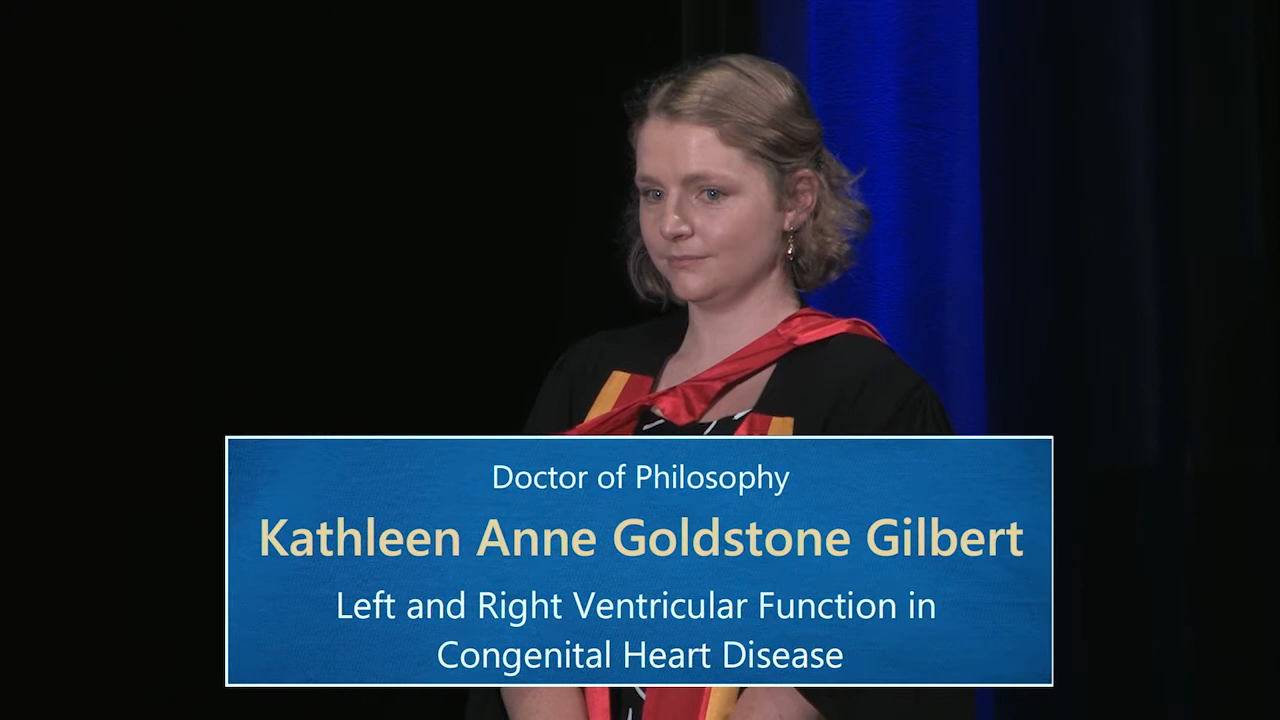 Doctor of Philosophy
Kathleen Anne Goldstone Gilbert
Left and Right Ventricular Function in
Congenital Heart Disease